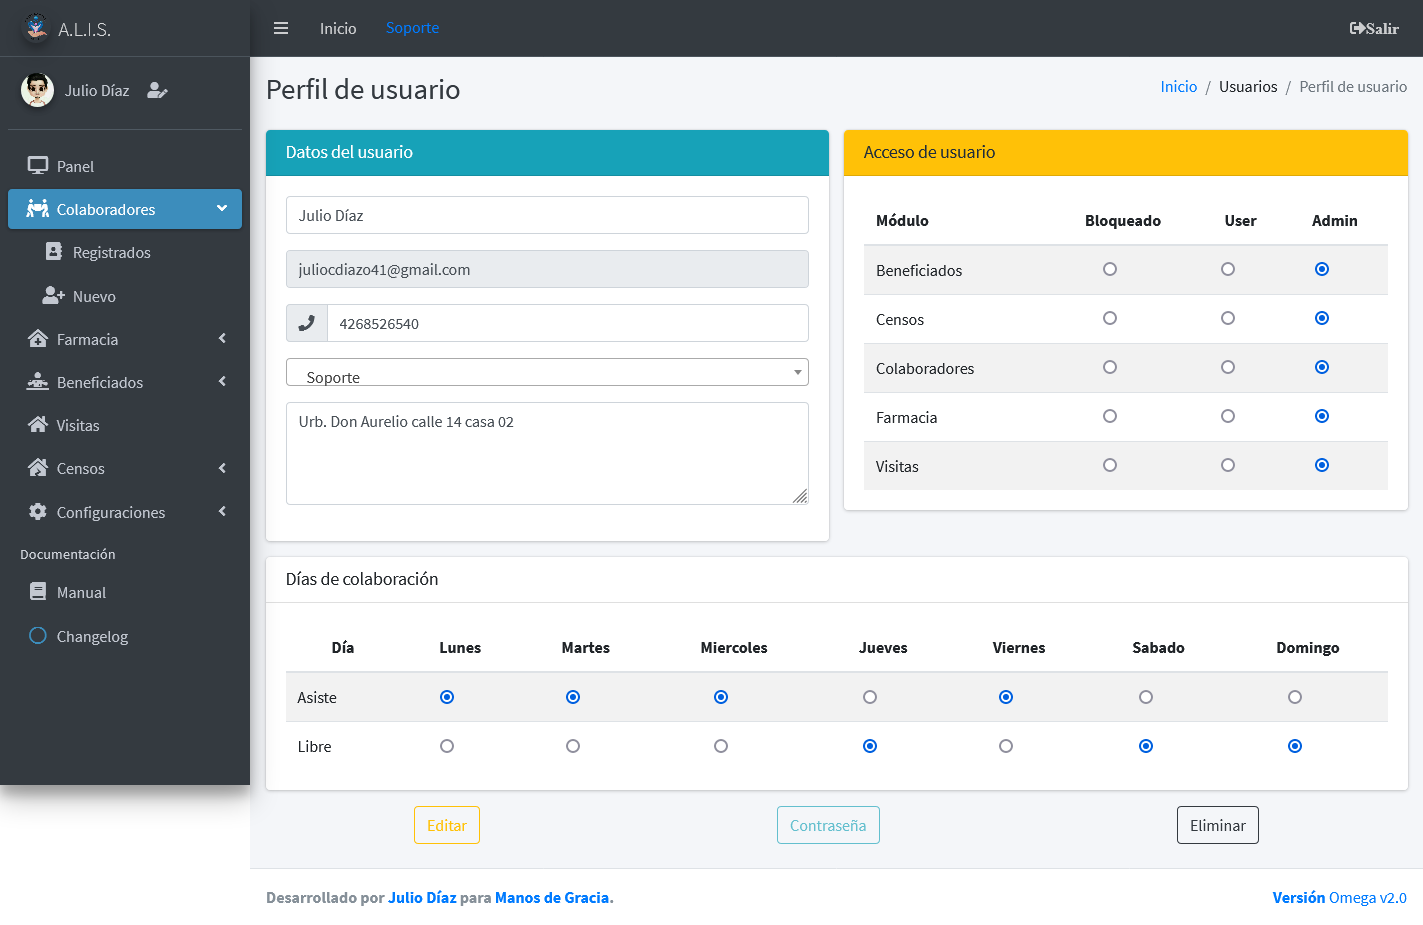 A.L.I.S.
Inicio Soporte Salir
Julio Díaz
Panel
Colaboradores
Registrados
Nuevo
Farmacia
Beneficiados
Visitas
Censos
Configuraciones
Documentación
Manual
Changelog
Perfil de usuario
Inicio / Usuarios / Perfil de usuario
Datos del usuario
Julio Díaz
juliocdiazo41@gmail.com
4268526540
Soporte
Urb. Don Aurelio calle 14 casa 02
Acceso de usuario
Módulo Bloqueado User Admin
Beneficiados
Censos
Colaboradores
Farmacia
Visitas
Días de colaboración
Día Lunes Martes Miercoles Jueves Viernes Sabado Domingo
Asiste
Libre
Editar Contraseña Eliminar
Desarrollado por Julio Díaz para Manos de Gracia. Versión Omega v2.0